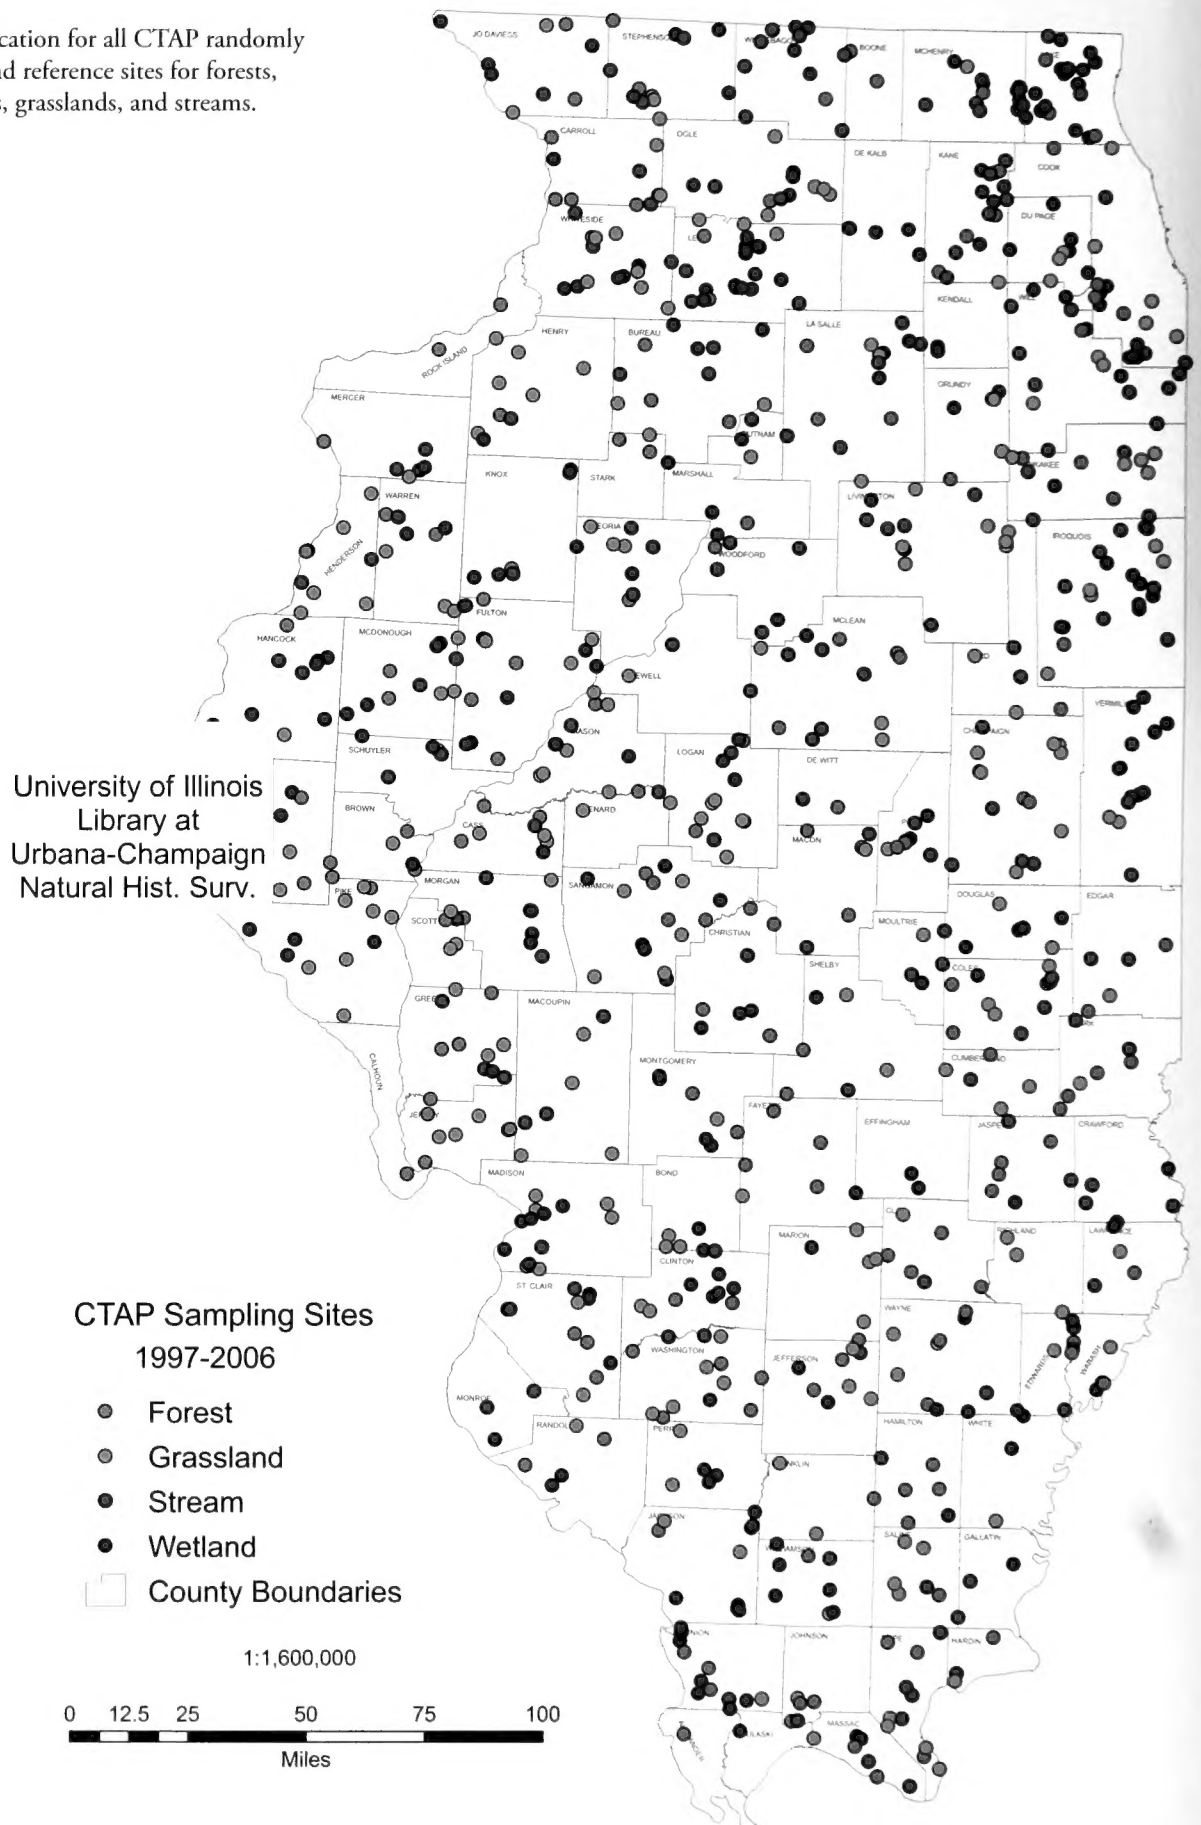 cation for all CTAP randomly
nd reference sites for forests,
s, grasslands, and streams.
JO DAVIESS
BOONE
MCHENRY
CARROLL
OGLE
DE KALB
KANE
COOK
DU PAGE
WHITESIDE
KENDALL
HENRY
BUREAU
LA SALLE
ROCK ISLAND
MERCER
GRUNDY
KNOX
STARK
MARSHALL
WARREN
HENDERSON
WOODFORD
IROQUOIS
FULTON
MCLEAN
HANCOCK
MCDONOUGH
SCHUYLER
LOGAN
DE WITT
University of Illinois
Library at
Urbana-Champaign
Natural Hist. Surv.
BROWN
MACON
MORGAN
DOUGLAS
EDGAR
SCOTT
CHRISTIAN
MOULTRIE
SHELBY
COLES
MACOUPIN
CALHOUN
MONTGOMERY
EFFINGHAM
CRAWFORD
MADISON
BOND
MARION
CLINTON
ST CLAIR
WAYNE
WASHINGTON
JEFFERSON
EDWARDS
WABASH
MONROE
HAMILTON
WHITE
GALLATIN
JOHNSON
HARDIN
MASSAC
CTAP Sampling Sites
1997-2006
Forest
Grassland
Stream
Wetland
County Boundaries
1:1,600,000
0 12.5 25 50 75 100
Miles